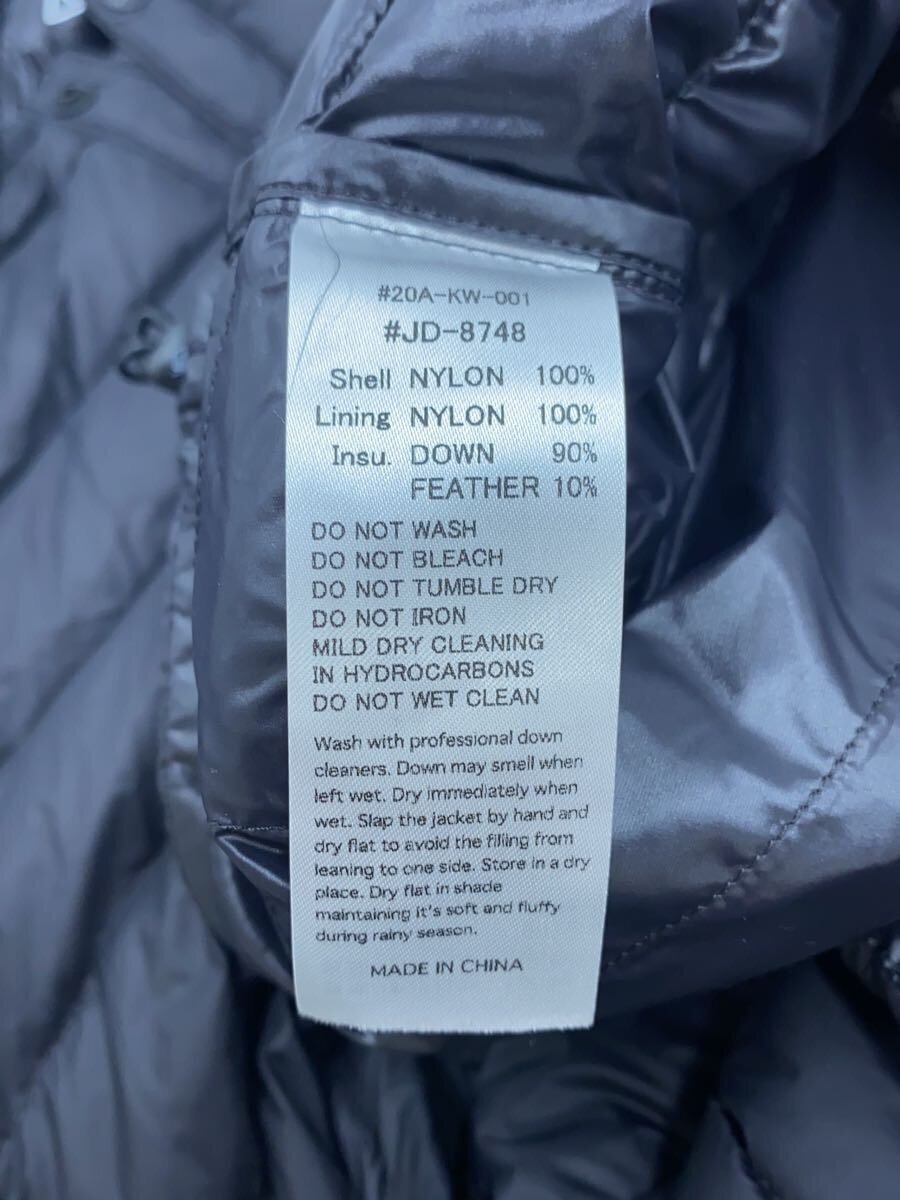 #20A-KW-001
#JD-8748
Shell NYLON 100%
Lining NYLON 100%
Insu. DOWN 90%
FEATHER 10%
DO NOT WASH
DO NOT BLEACH
DO NOT TUMBLE DRY
DO NOT IRON
MILD DRY CLEANING
IN HYDROCARBONS
DO NOT WET CLEAN
Wash with professional down
cleaners. Down may smell when
left wet. Dry immediately when
wet. Slap the jacket by hand and
dry flat to avoid the filling from
leaning to one side. Store in a dry
place. Dry flat in shade
maintaining it's soft and fluffy
during rainy season.
MADE IN CHINA